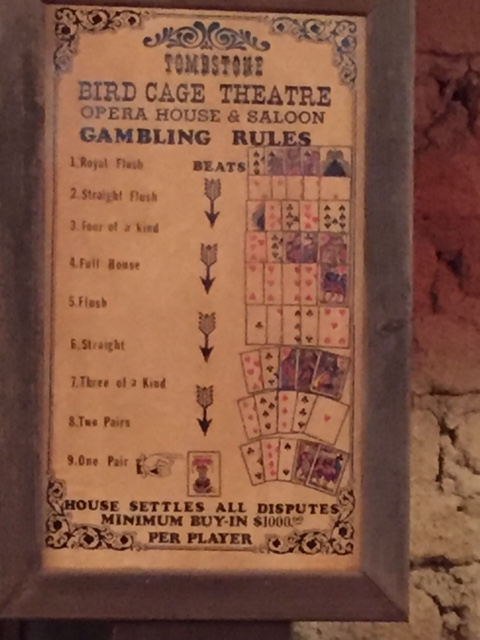 TOMBSTONE
BIRD CAGE THEATRE
OPERA HOUSE & SALOON
GAMBLING RULES
1.Royal Flush
BEATS
2.Straight Flush
3.Four of a Kind
4.Full House
5.Flush
6.Straight
7.Three of a Kind
8.Two Pairs
9.One Pair
HOUSE SETTLES ALL DISPUTES
MINIMUM BUY-IN $1000.00
PER PLAYER